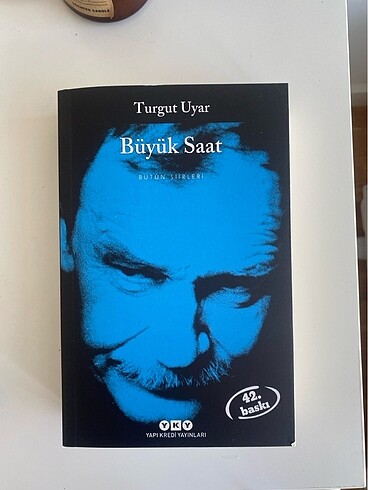 Turgut Uyar
Büyük Saat
BÜTÜN ŞİİRLERİ
42.
baskı
YKY
YAPI KREDİ YAYINLARI